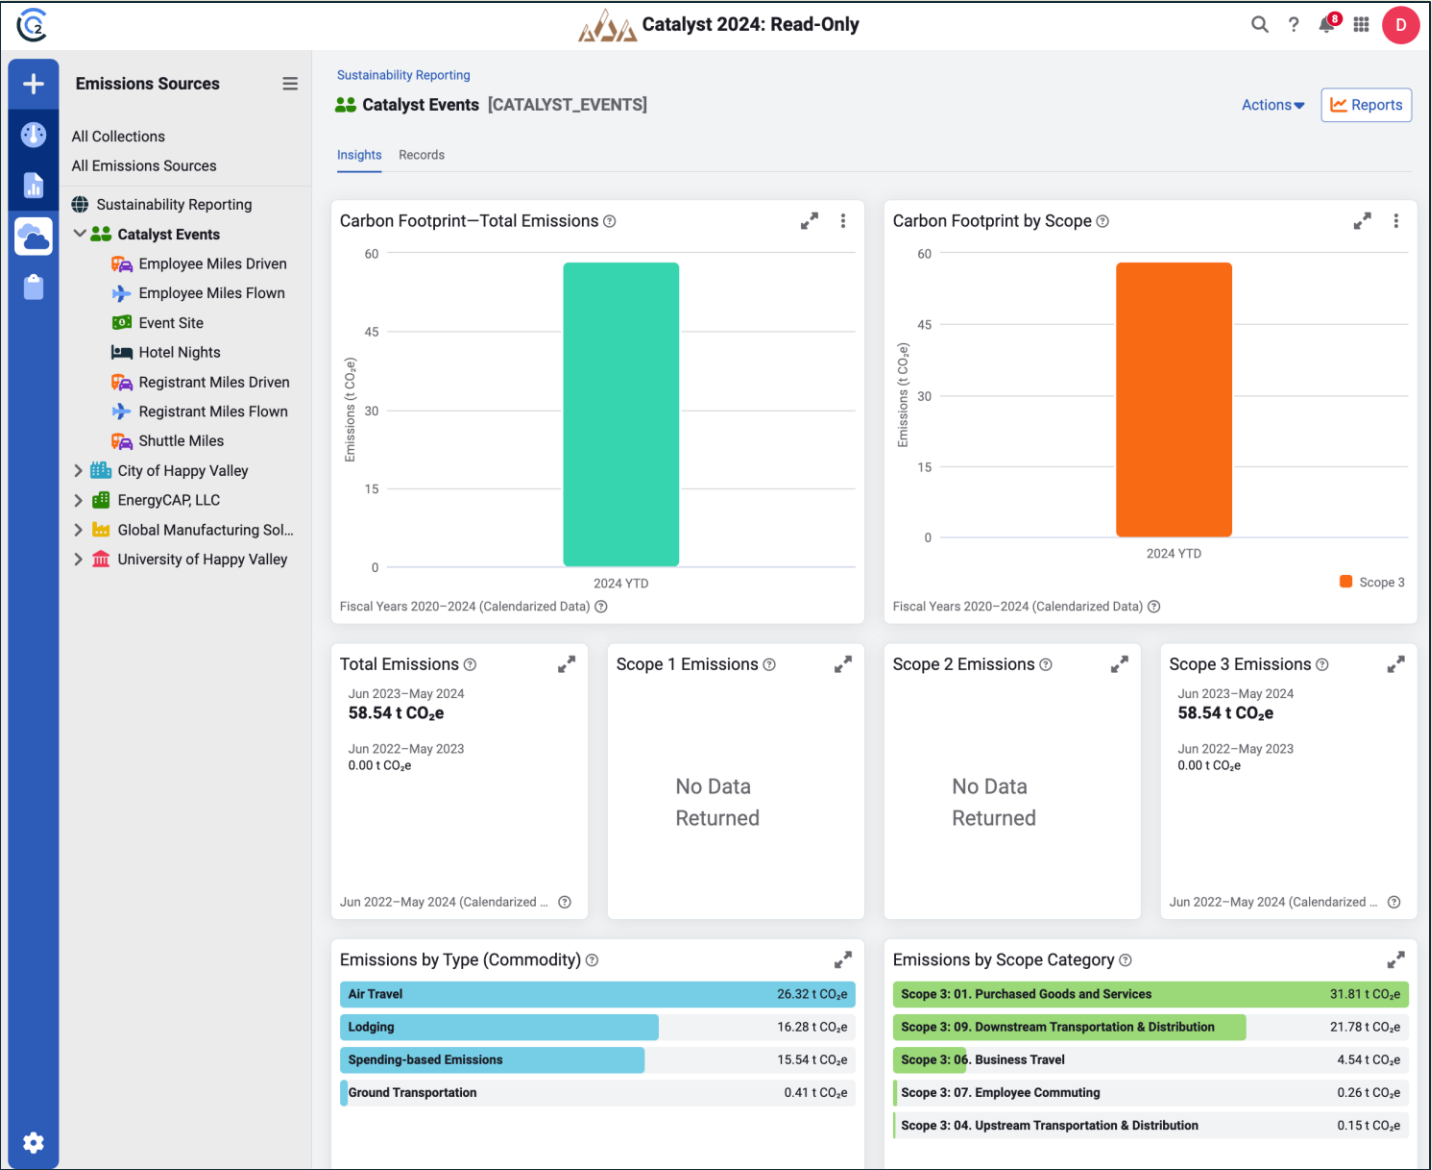 2
Catalyst 2024: Read-Only
?
8
D
Emissions Sources
All Collections
All Emissions Sources
Sustainability Reporting
Catalyst Events
Employee Miles Driven
Employee Miles Flown
Event Site
Hotel Nights
Registrant Miles Driven
Registrant Miles Flown
Shuttle Miles
City of Happy Valley
EnergyCAP, LLC
Global Manufacturing Sol...
University of Happy Valley
Sustainability Reporting
Catalyst Events [CATALYST_EVENTS]
Actions
Reports
Insights Records
Carbon Footprint—Total Emissions ?
60
45
30
15
0
Emissions (t CO₂e)
2024 YTD
Fiscal Years 2020–2024 (Calendarized Data) ?
Carbon Footprint by Scope ?
60
45
30
15
0
Emissions (t CO₂e)
2024 YTD
Scope 3
Fiscal Years 2020–2024 (Calendarized Data) ?
Total Emissions ?
Jun 2023–May 2024
58.54 t CO₂e
Jun 2022–May 2023
0.00 t CO₂e
Jun 2022–May 2024 (Calendarized ... ?
Scope 1 Emissions ?
No Data
Returned
Scope 2 Emissions ?
No Data
Returned
Scope 3 Emissions ?
Jun 2023–May 2024
58.54 t CO₂e
Jun 2022–May 2023
0.00 t CO₂e
Jun 2022–May 2024 (Calendarized ... ?
Emissions by Type (Commodity) ?
Air Travel 26.32 t CO₂e
Lodging 16.28 t CO₂e
Spending-based Emissions 15.54 t CO₂e
Ground Transportation 0.41 t CO₂e
Emissions by Scope Category ?
Scope 3: 01. Purchased Goods and Services 31.81 t CO₂e
Scope 3: 09. Downstream Transportation & Distribution 21.78 t CO₂e
Scope 3: 06. Business Travel 4.54 t CO₂e
Scope 3: 07. Employee Commuting 0.26 t CO₂e
Scope 3: 04. Upstream Transportation & Distribution 0.15 t CO₂e